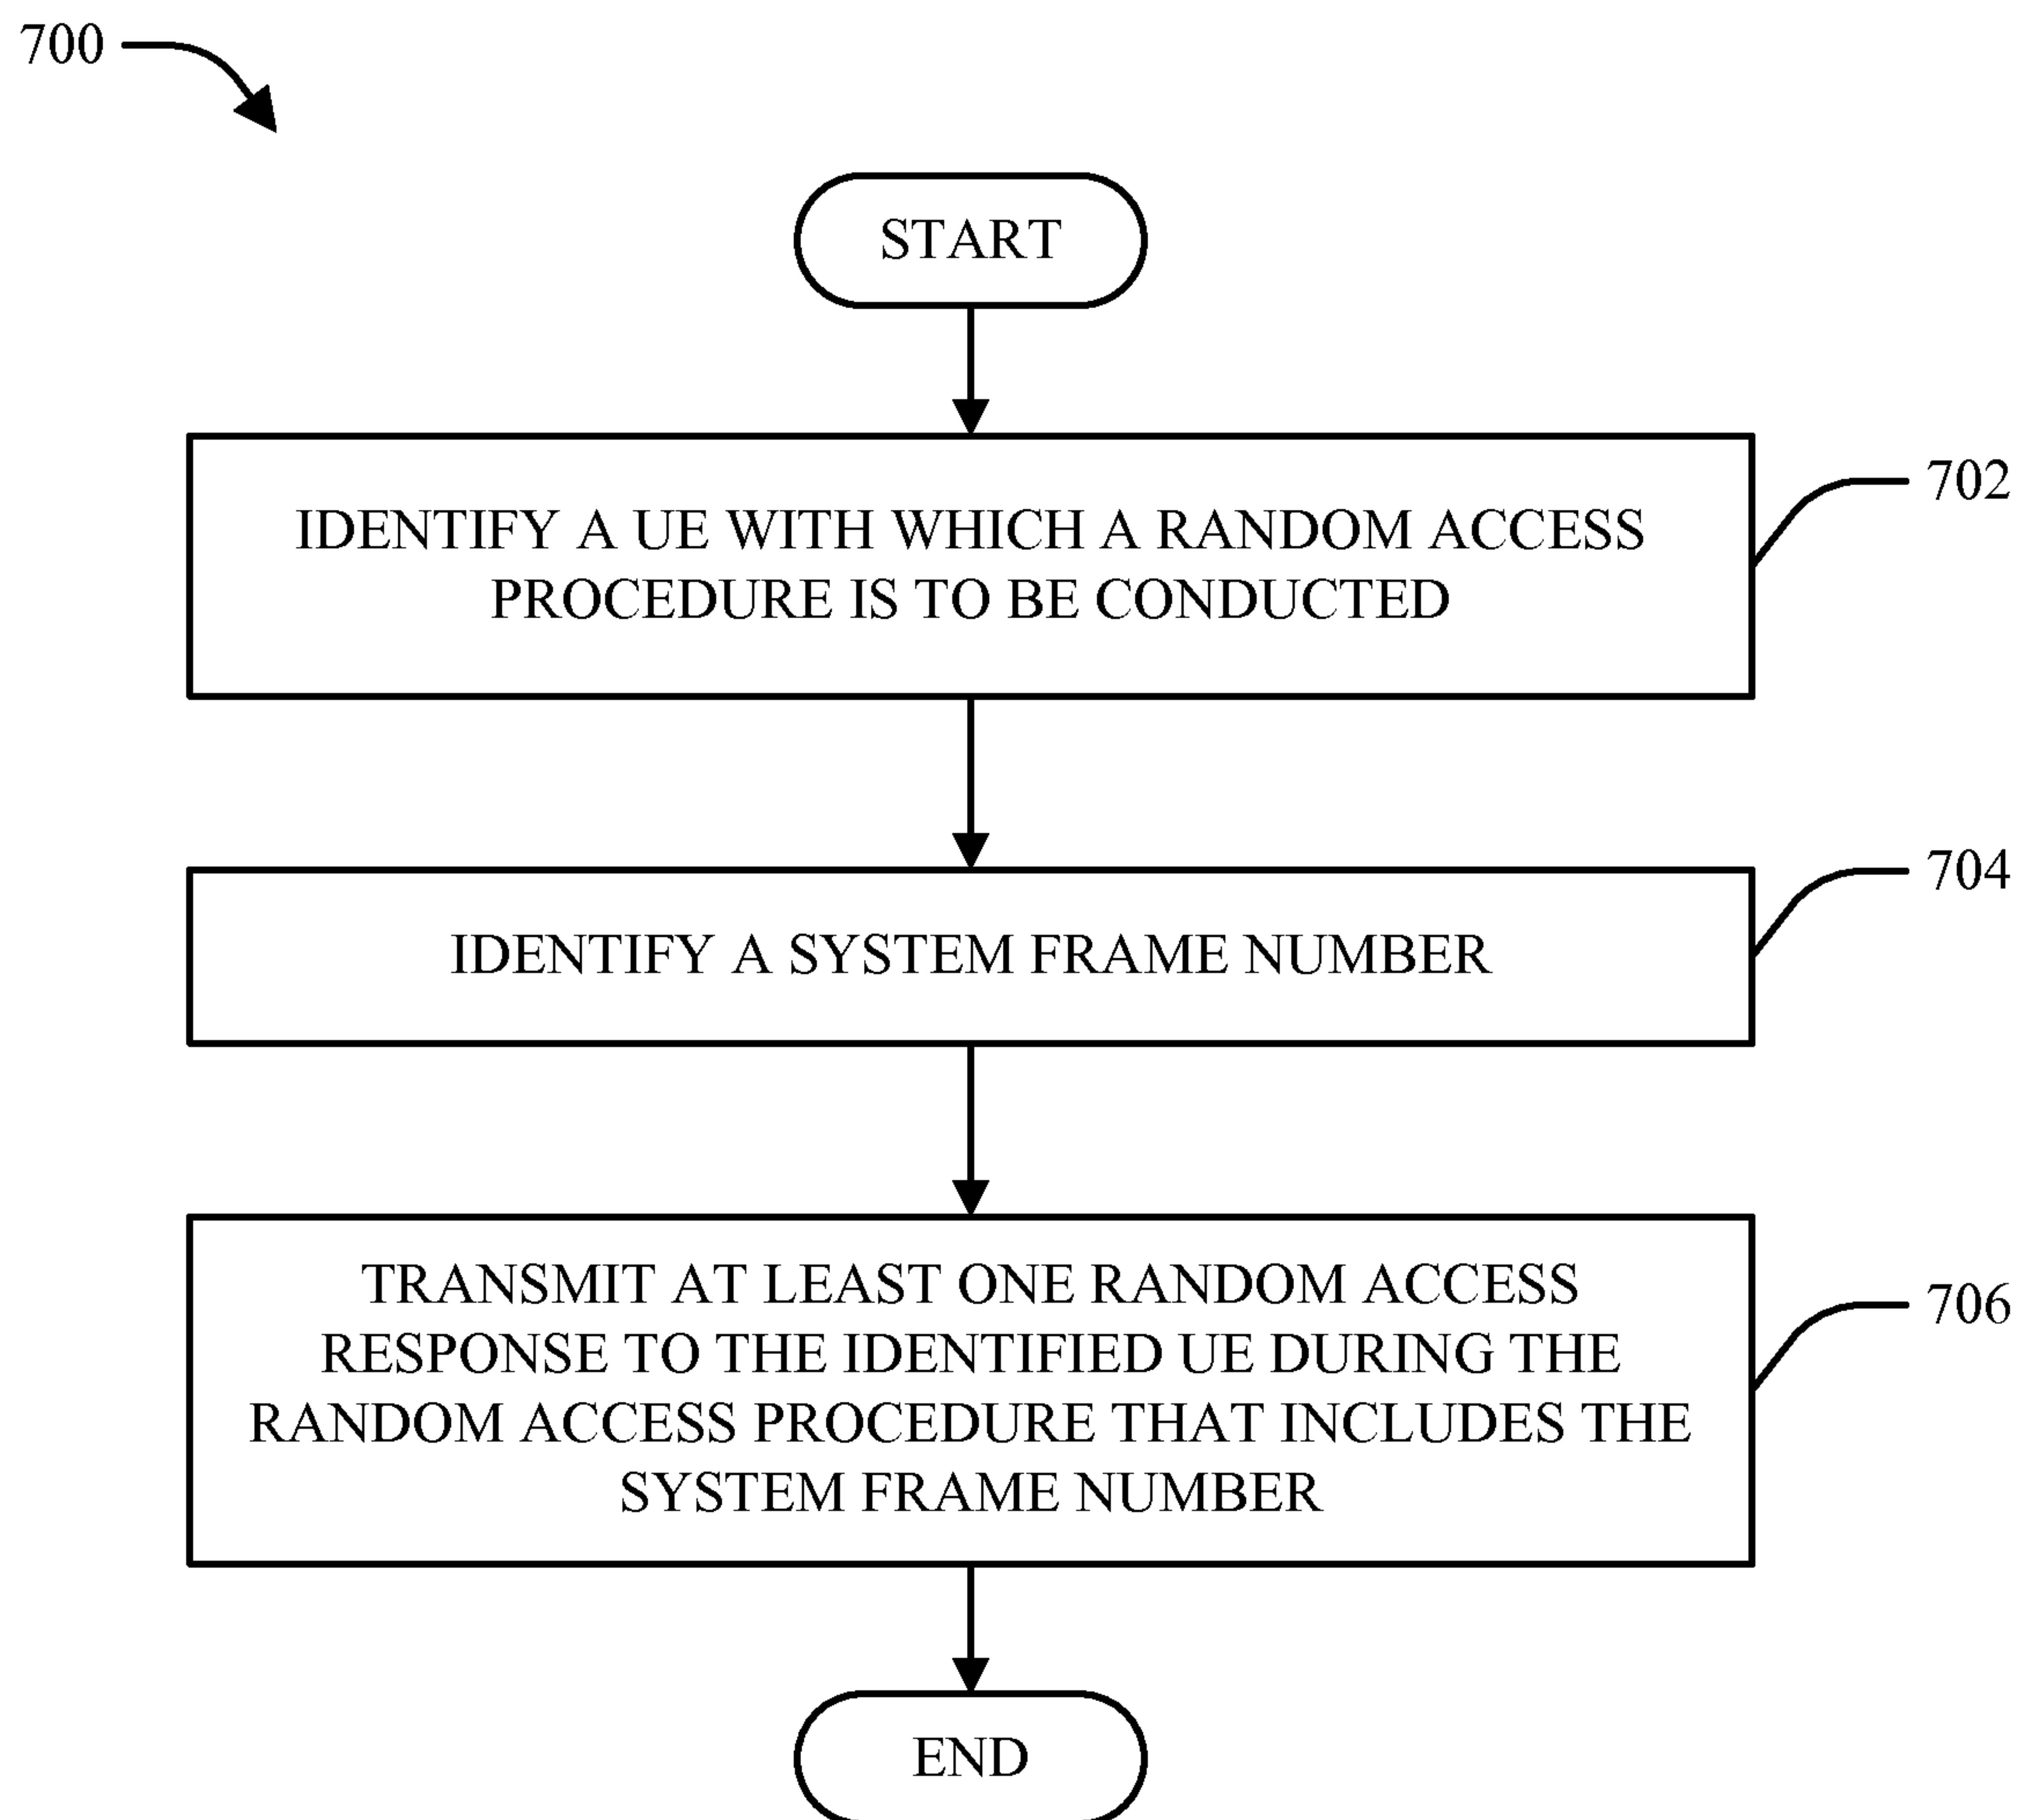 700
START
IDENTIFY A UE WITH WHICH A RANDOM ACCESS
PROCEDURE IS TO BE CONDUCTED
702
IDENTIFY A SYSTEM FRAME NUMBER
704
TRANSMIT AT LEAST ONE RANDOM ACCESS
RESPONSE TO THE IDENTIFIED UE DURING THE
RANDOM ACCESS PROCEDURE THAT INCLUDES THE
SYSTEM FRAME NUMBER
706
END